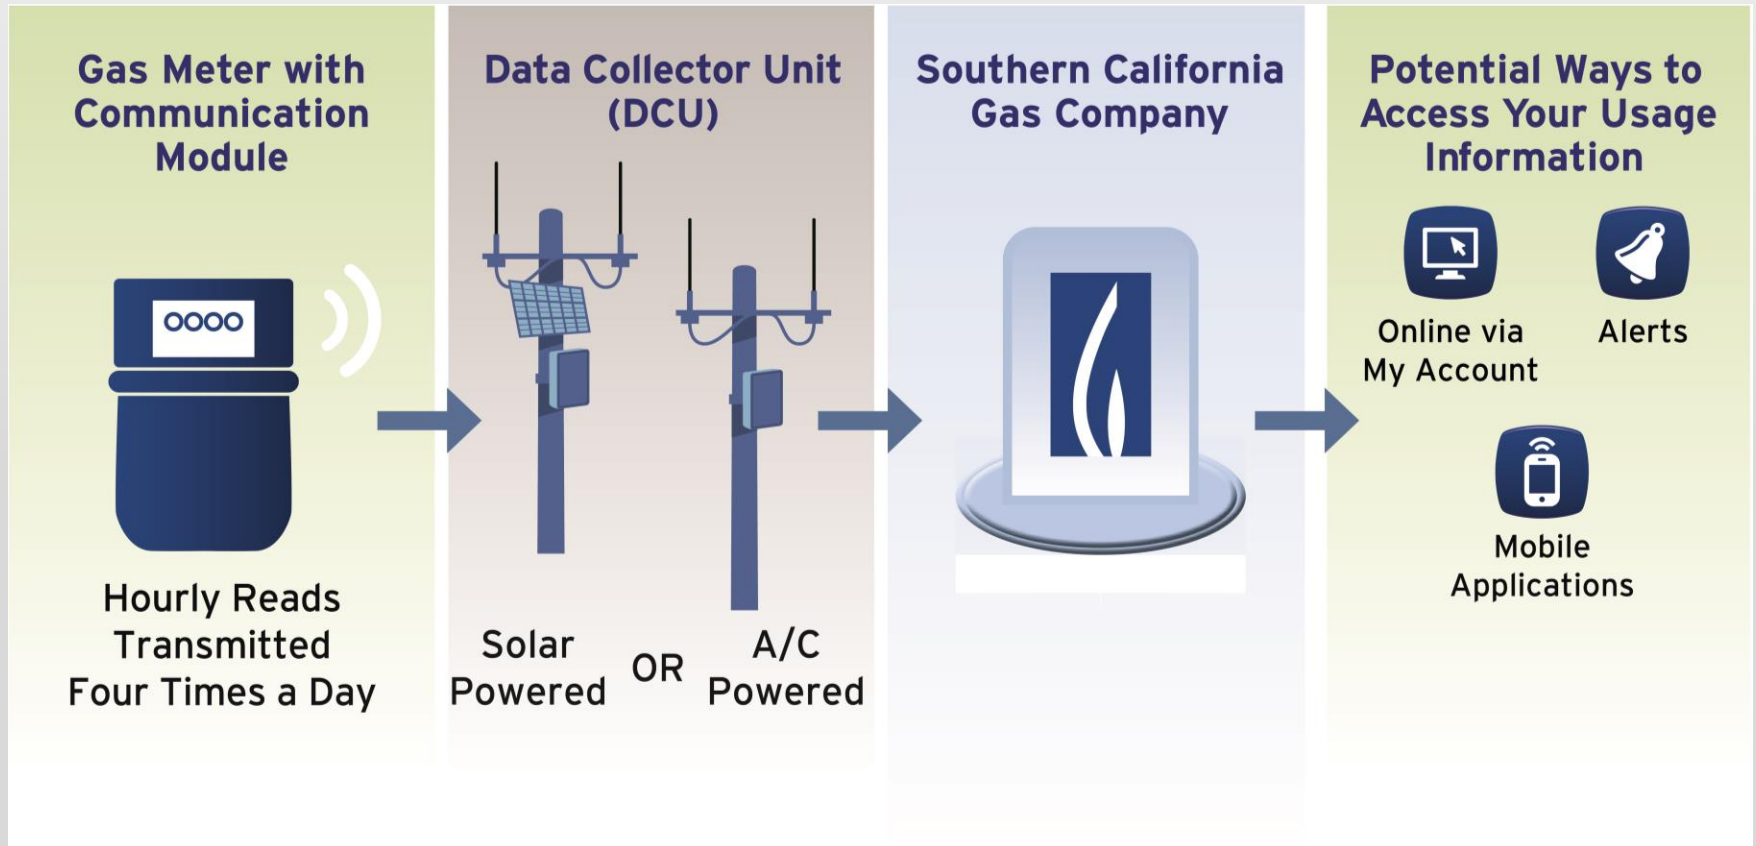 Gas Meter with
Communication
Module
Hourly Reads
Transmitted
Four Times a Day
Data Collector Unit
(DCU)
Solar
Powered
OR
A/C
Powered
Southern California
Gas Company
Potential Ways to
Access Your Usage
Information
Online via
My Account
Alerts
Mobile
Applications